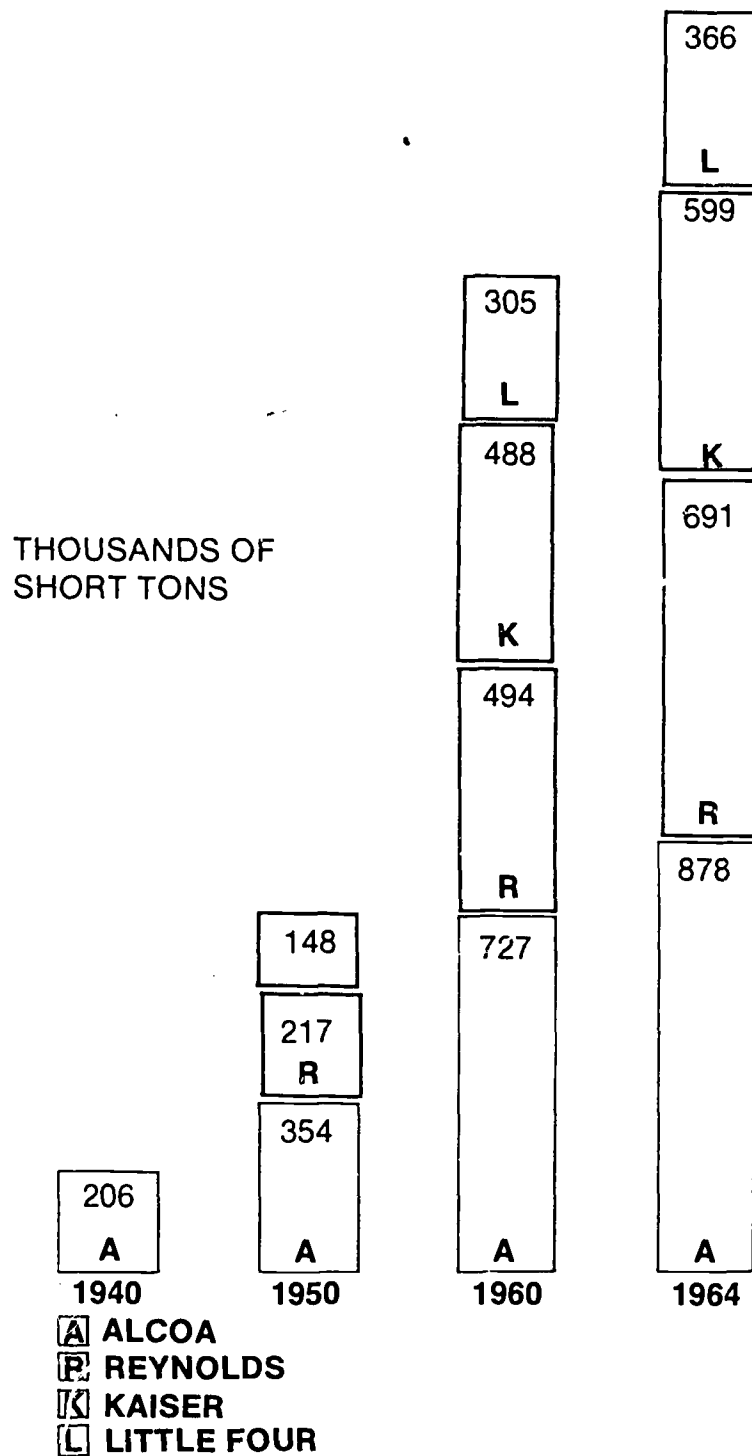 366
L
599
K
691
R
878
A
1964
305
L
488
K
494
R
727
A
1960
THOUSANDS OF
SHORT TONS
148
217
R
354
A
1950
206
A
1940
A ALCOA
R REYNOLDS
K KAISER
L LITTLE FOUR